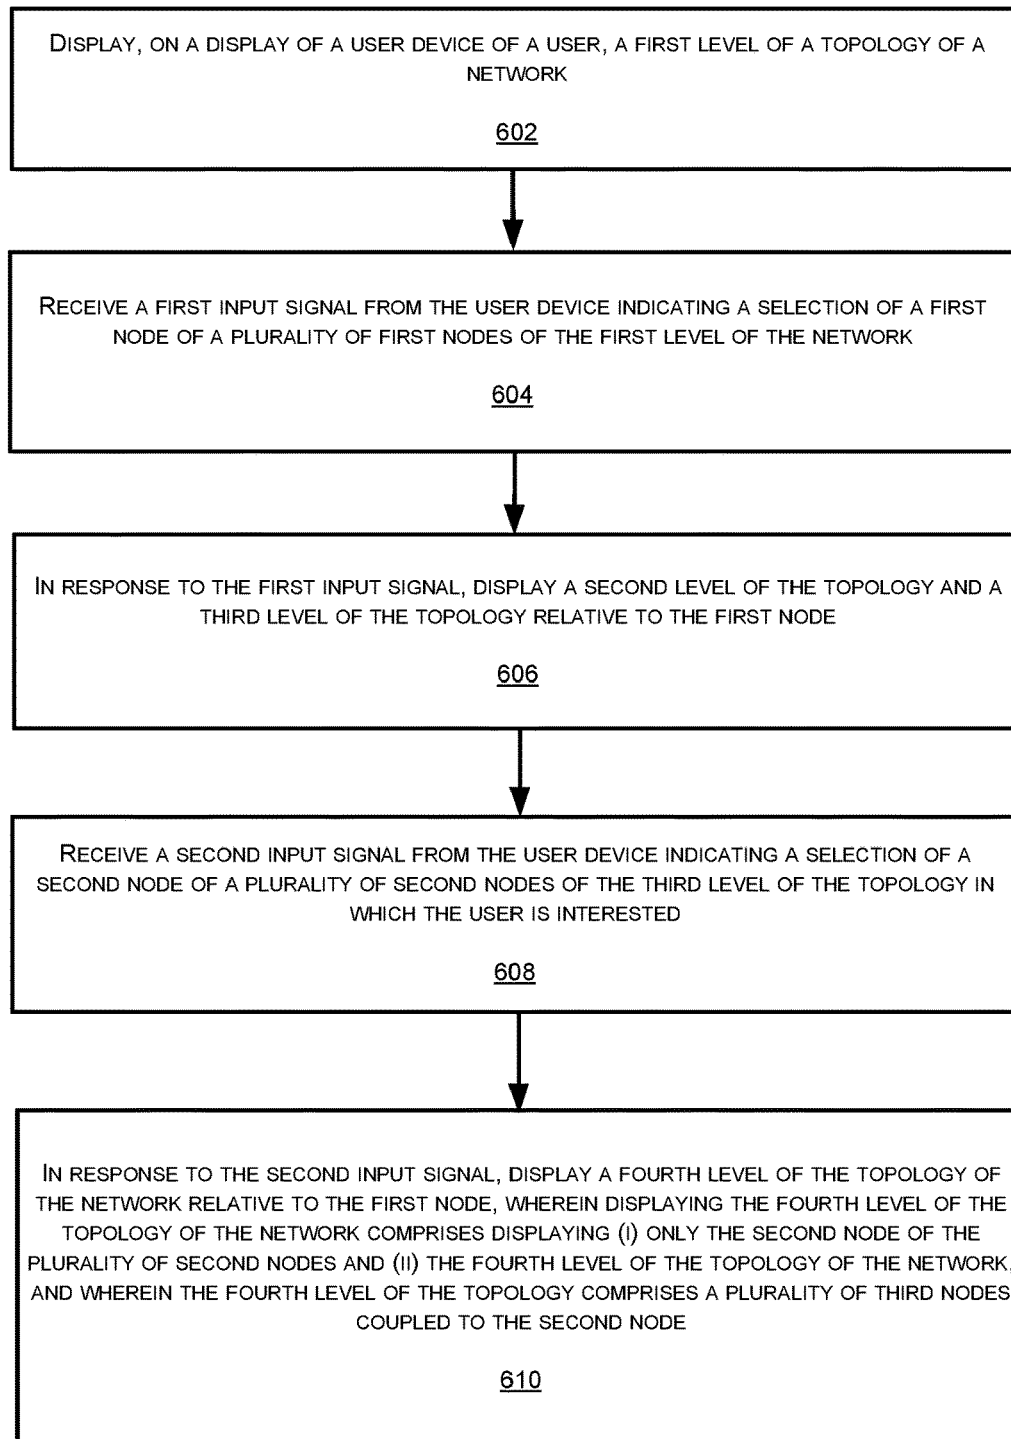 DISPLAY, ON A DISPLAY OF A USER DEVICE OF A USER, A FIRST LEVEL OF A TOPOLOGY OF A
NETWORK
602
RECEIVE A FIRST INPUT SIGNAL FROM THE USER DEVICE INDICATING A SELECTION OF A FIRST
NODE OF A PLURALITY OF FIRST NODES OF THE FIRST LEVEL OF THE NETWORK
604
IN RESPONSE TO THE FIRST INPUT SIGNAL, DISPLAY A SECOND LEVEL OF THE TOPOLOGY AND A
THIRD LEVEL OF THE TOPOLOGY RELATIVE TO THE FIRST NODE
606
RECEIVE A SECOND INPUT SIGNAL FROM THE USER DEVICE INDICATING A SELECTION OF A
SECOND NODE OF A PLURALITY OF SECOND NODES OF THE THIRD LEVEL OF THE TOPOLOGY IN
WHICH THE USER IS INTERESTED
608
IN RESPONSE TO THE SECOND INPUT SIGNAL, DISPLAY A FOURTH LEVEL OF THE TOPOLOGY OF
THE NETWORK RELATIVE TO THE FIRST NODE, WHEREIN DISPLAYING THE FOURTH LEVEL OF THE
TOPOLOGY OF THE NETWORK COMPRISES DISPLAYING (I) ONLY THE SECOND NODE OF THE
PLURALITY OF SECOND NODES AND (II) THE FOURTH LEVEL OF THE TOPOLOGY OF THE NETWORK,
AND WHEREIN THE FOURTH LEVEL OF THE TOPOLOGY COMPRISES A PLURALITY OF THIRD NODES
COUPLED TO THE SECOND NODE
610